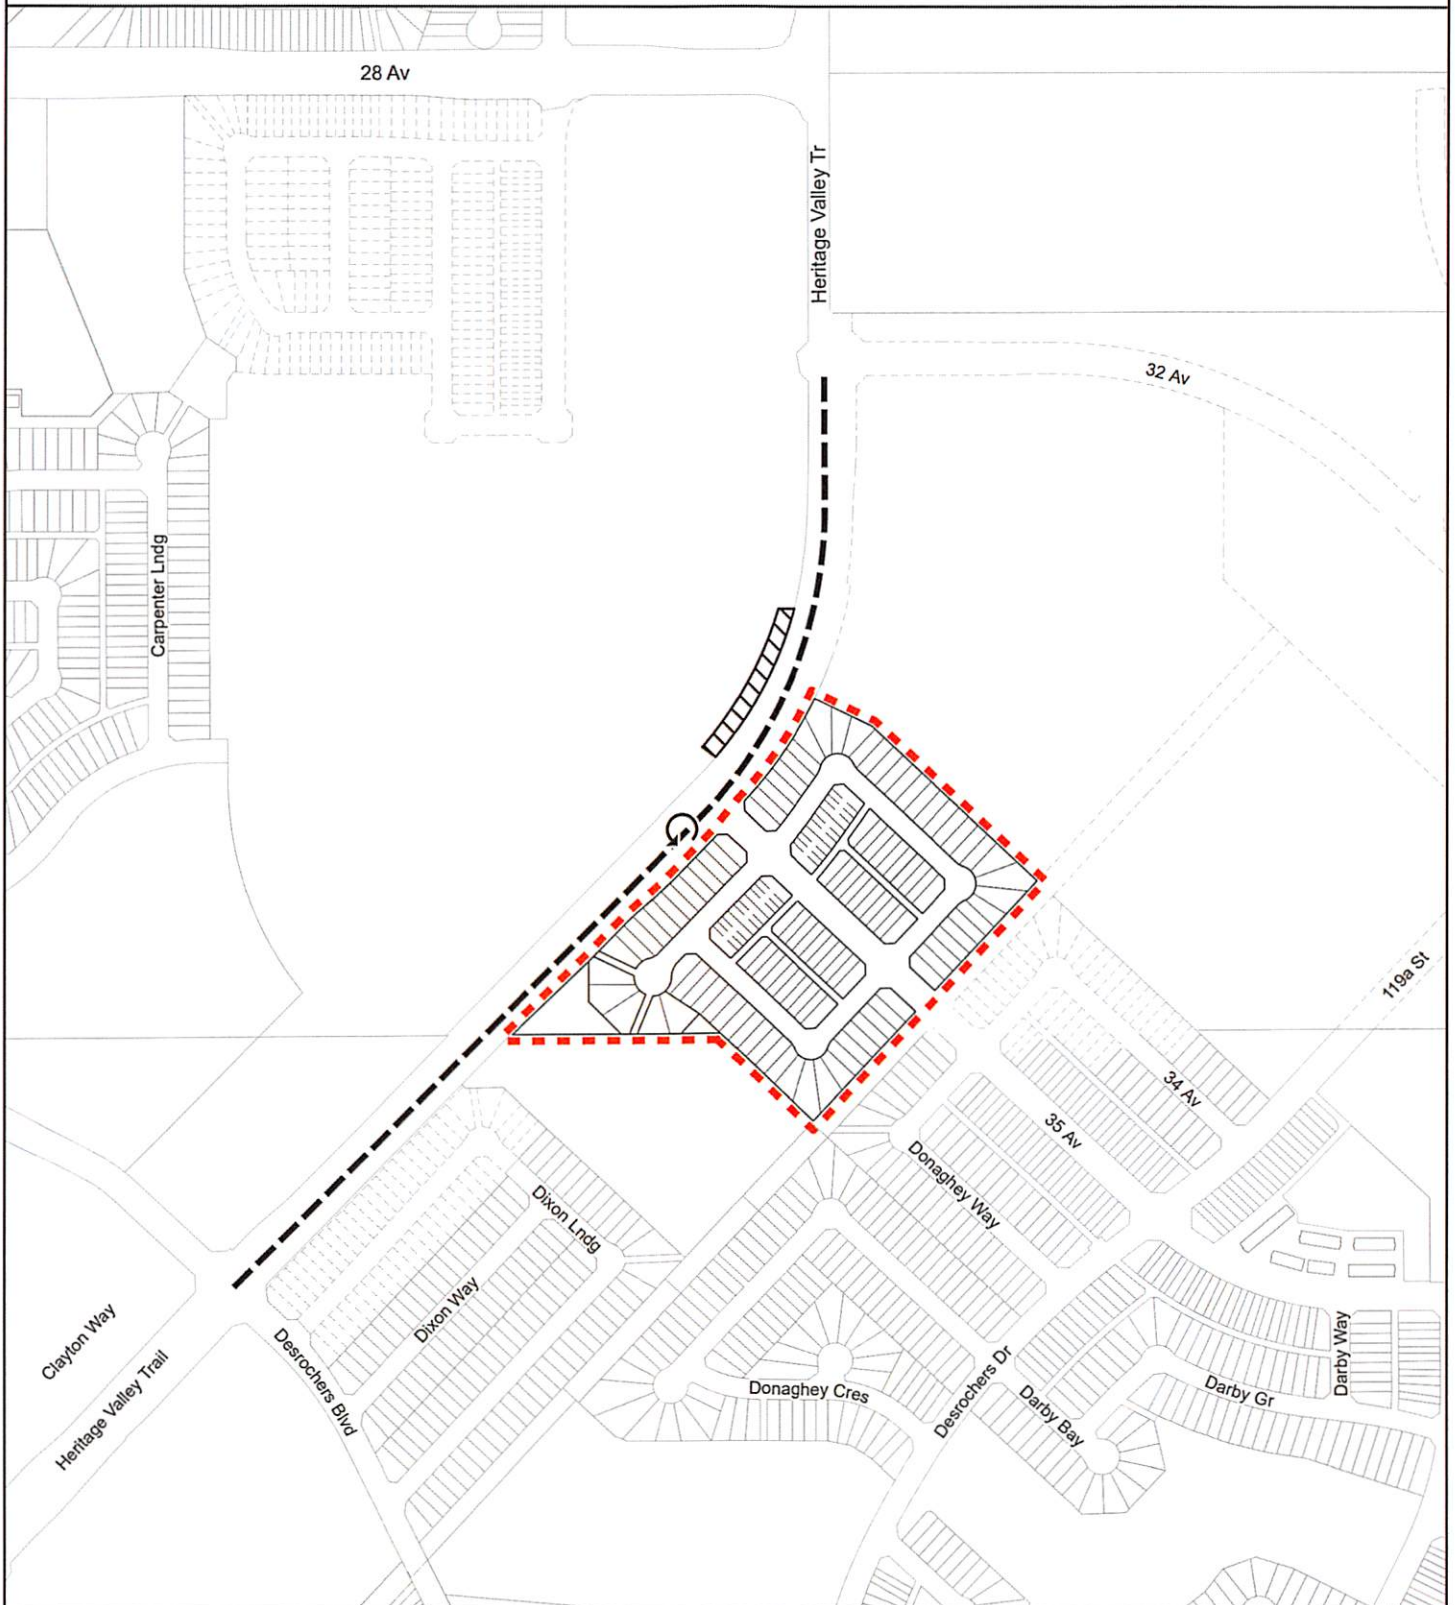 28 Av
Heritage Valley Tr
32 Av
Carpenter Lndg
119a St
34 Av
35 Av
Donaghey Way
Dixon Lndg
Dixon Way
Clayton Way
Heritage Valley Trail
Desrochers Blvd
Donaghey Cres
Desrochers Dr
Darby Bay
Darby Gr
Darby Way